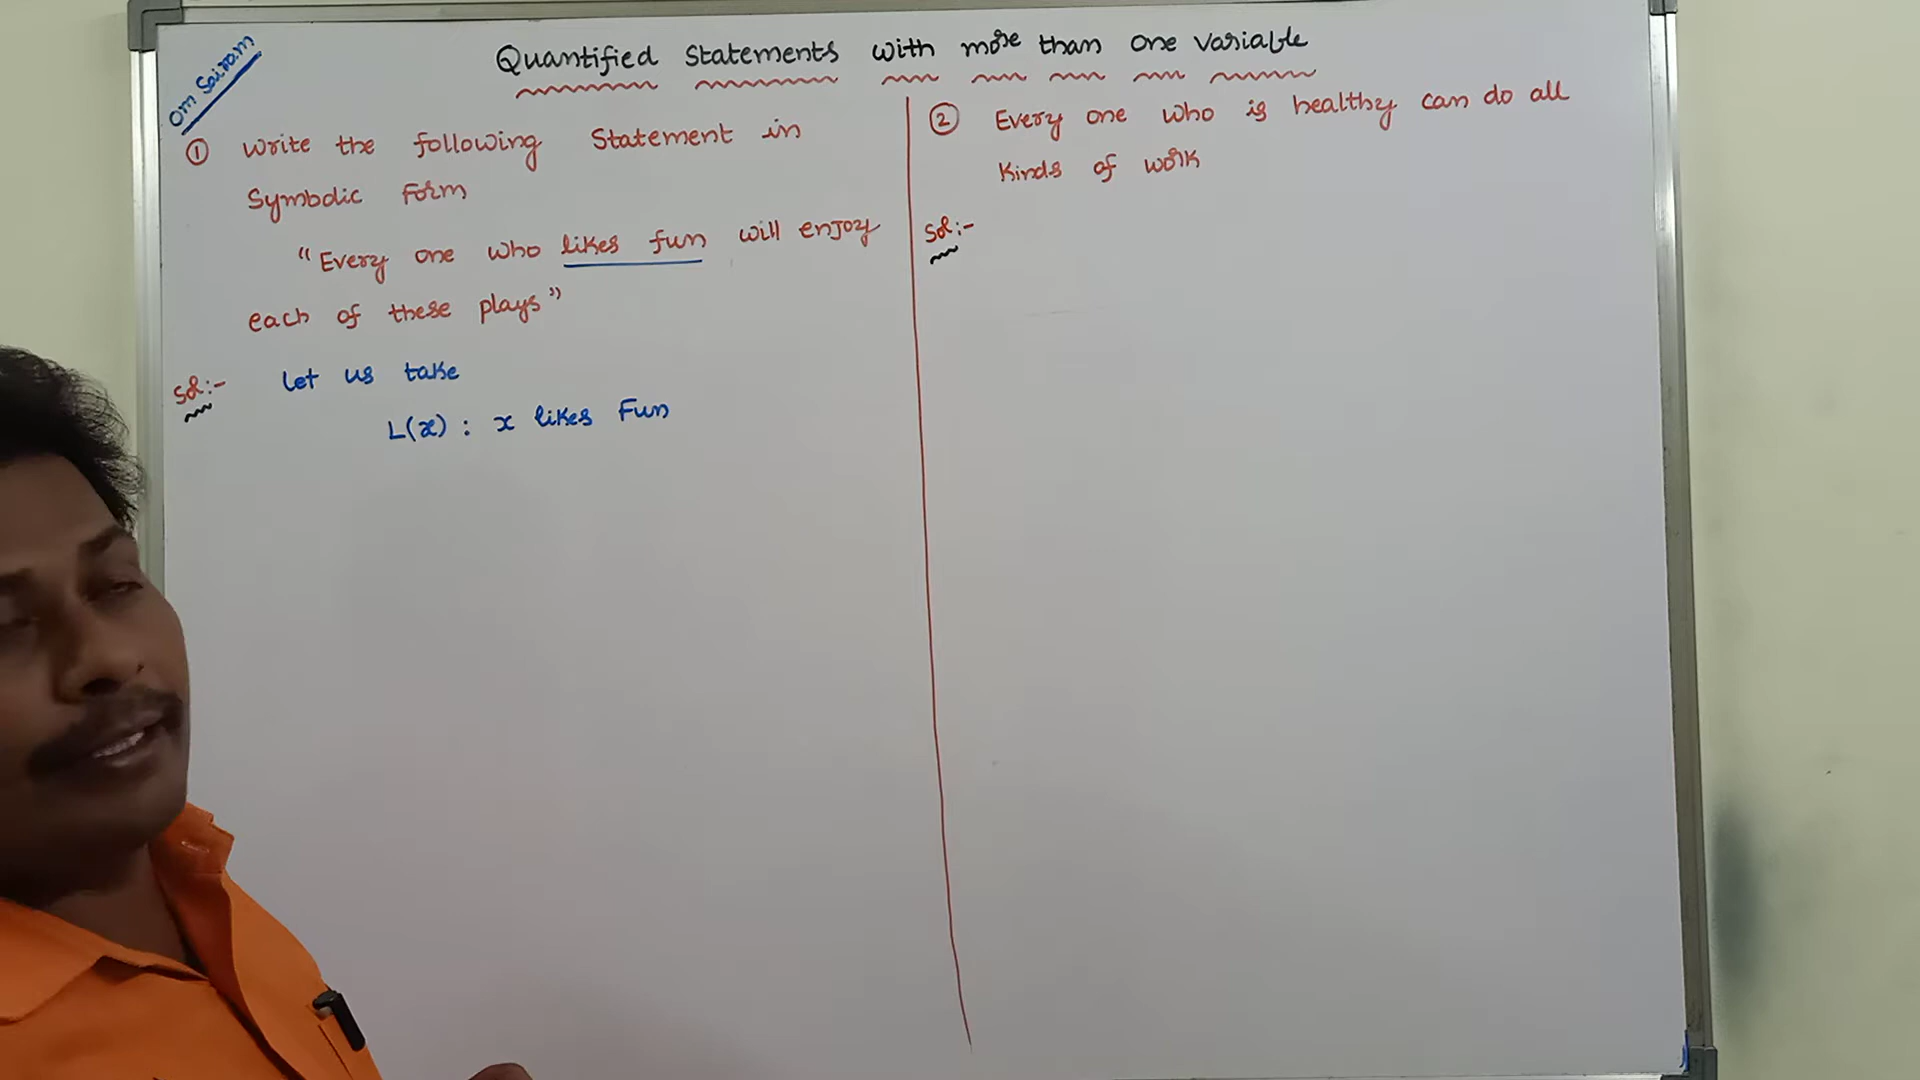 Om Sairam
Quantified Statements with more than one variable
① Write the following Statement in
Symbolic Form
"Every one who likes fun will enjoy
each of these plays"
Sol:- Let us take
L(x) : x likes Fun
② Every one who is healthy can do all
Kinds of work
Sol:-